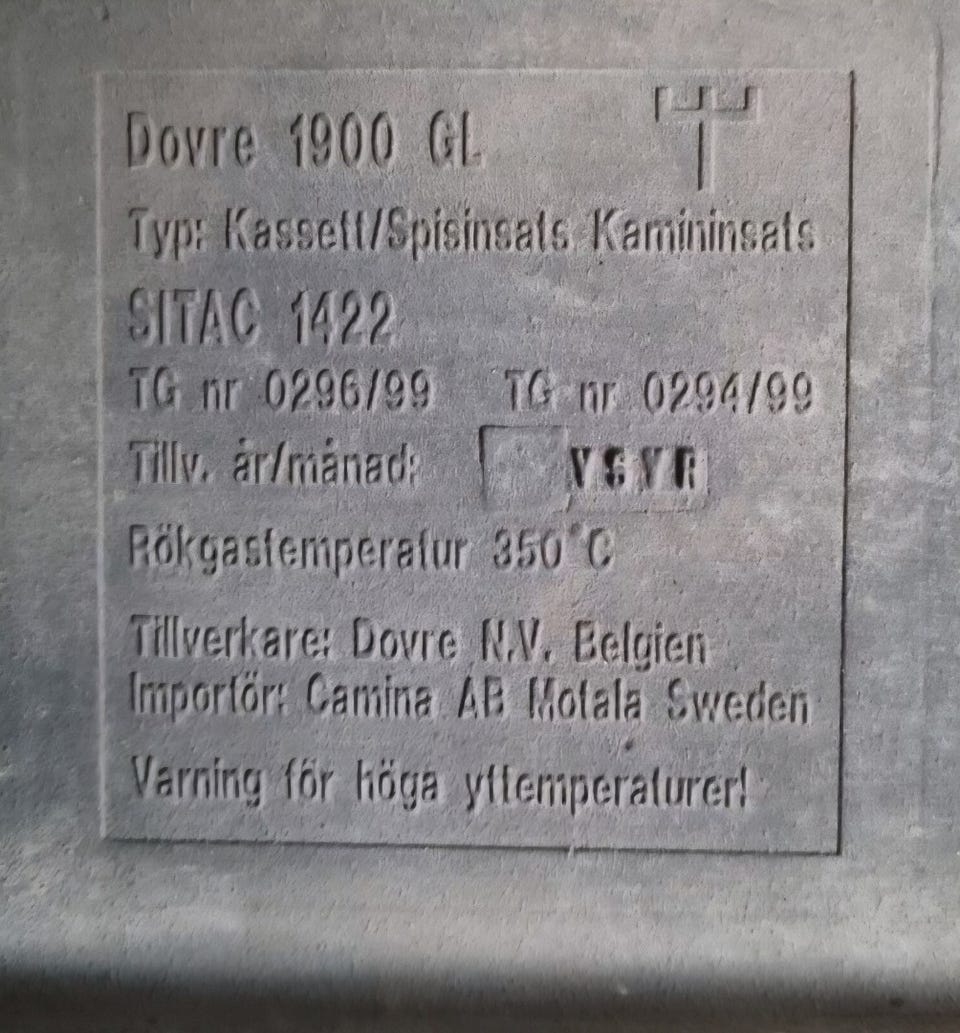 Dovre 1900 GL
Typ: Kassett/Spisinsats Kamininsats
SITAC 1422
TG nr 0296/99 TG nr 0294/99
Tillv. år/månad: VSVR
Rökgastemperatur 350°C
Tillverkare: Dovre N.V. Belgien
Importör: Camina AB Motala Sweden
Varning för höga yttemperaturer!